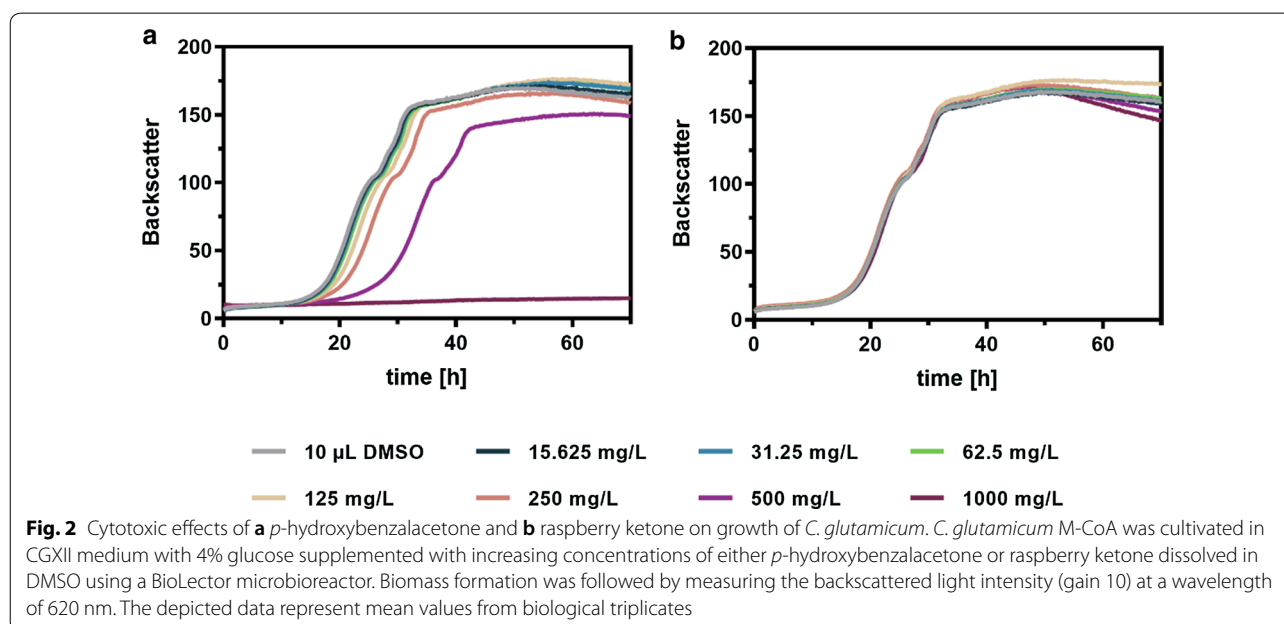 a
b
200
150
100
50
0
Backscatter
0
20
40
60
time [h]
200
150
100
50
0
Backscatter
0
20
40
60
time [h]
10 µL DMSO
15.625 mg/L
31.25 mg/L
62.5 mg/L
125 mg/L
250 mg/L
500 mg/L
1000 mg/L
Fig. 2 Cytotoxic effects of a p-hydroxybenzalacetone and b raspberry ketone on growth of C. glutamicum. C. glutamicum M-CoA was cultivated in
CGXII medium with 4% glucose supplemented with increasing concentrations of either p-hydroxybenzalacetone or raspberry ketone dissolved in
DMSO using a BioLector microbioreactor. Biomass formation was followed by measuring the backscattered light intensity (gain 10) at a wavelength
of 620 nm. The depicted data represent mean values from biological triplicates